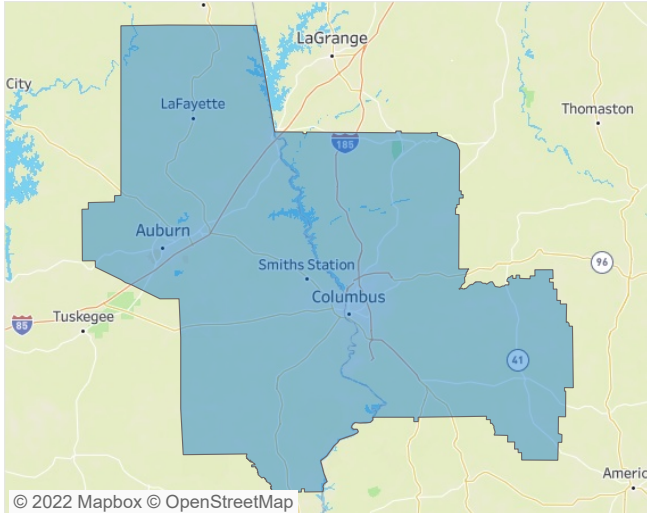 LaGrange
City
LaFayette
Thomaston
185
Auburn
Smiths Station
96
Columbus
Tuskegee
85
41
Americ
© 2022 Mapbox © OpenStreetMap